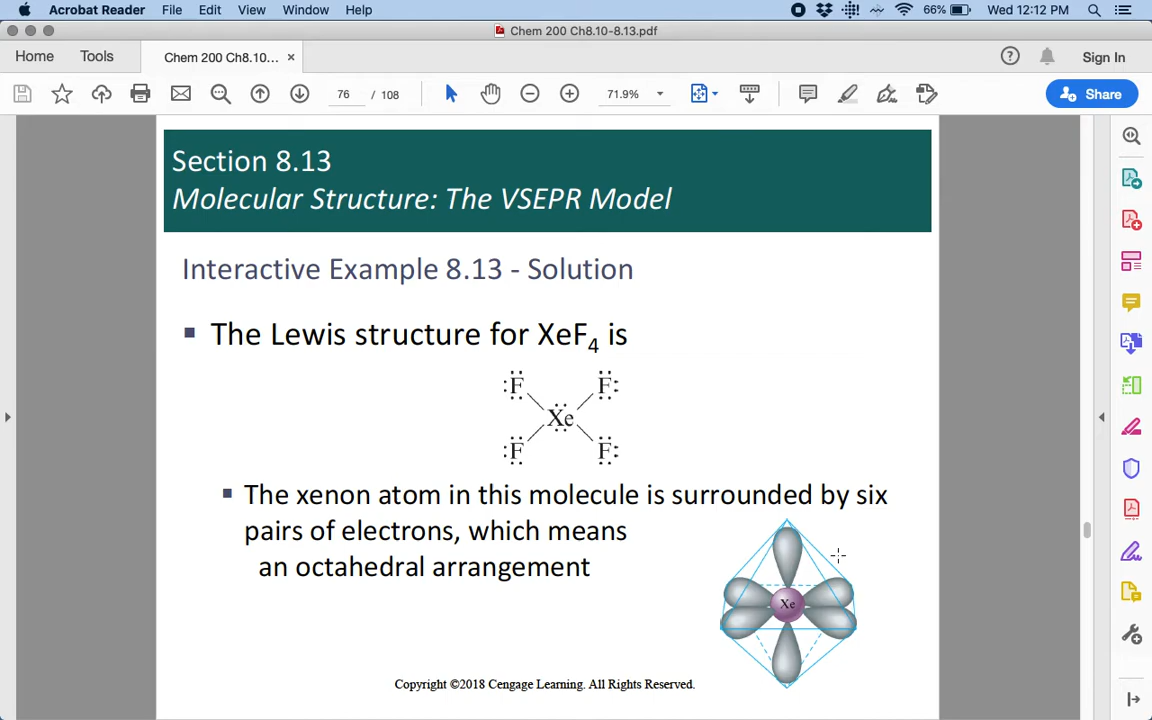 Acrobat Reader File Edit View Window Help 66% Wed 12:12 PM
Chem 200 Ch8.10-8.13.pdf
Home Tools Chem 200 Ch8.10... × ? Sign In
76 / 108 71.9% Share
Section 8.13
Molecular Structure: The VSEPR Model
Interactive Example 8.13 - Solution
▪ The Lewis structure for XeF₄ is
:F F:
Xe
:F F:
▪ The xenon atom in this molecule is surrounded by six
pairs of electrons, which means
an octahedral arrangement
Xe
Copyright ©2018 Cengage Learning. All Rights Reserved.